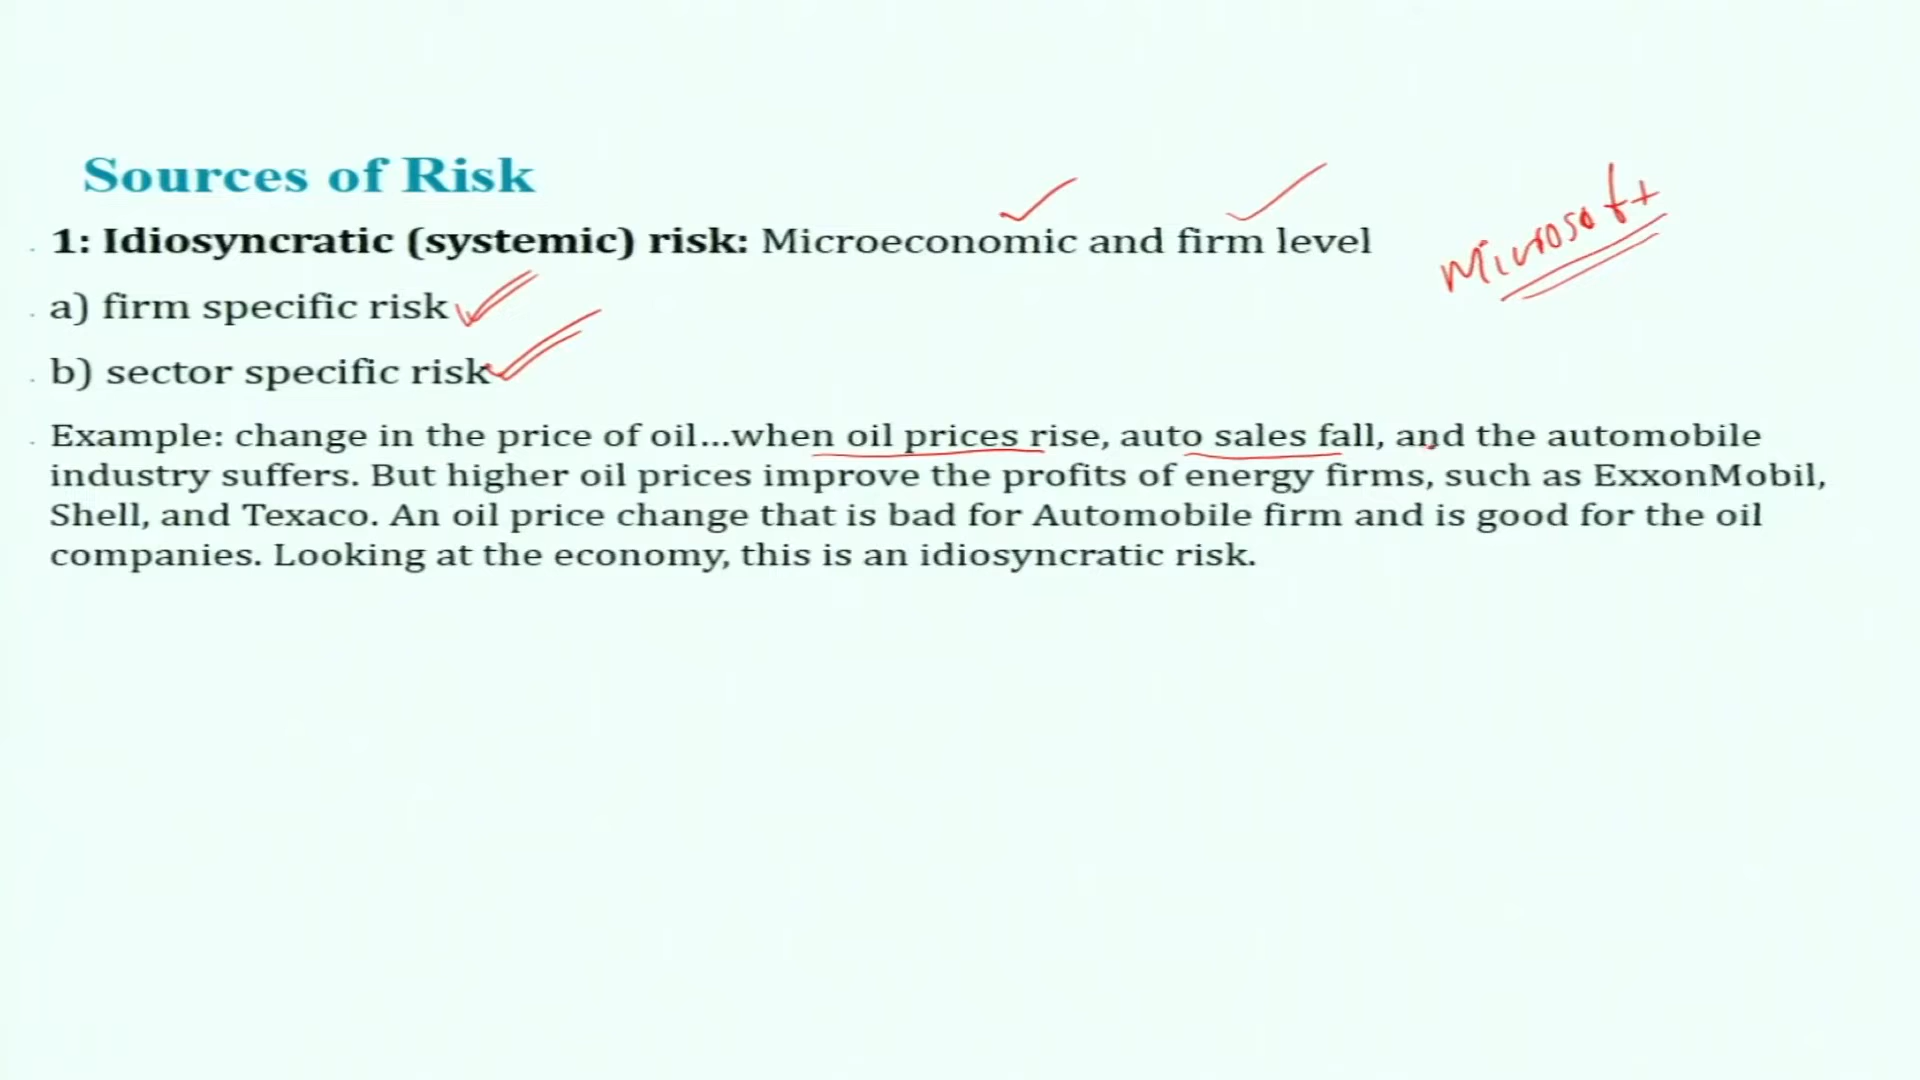 Sources of Risk
1: Idiosyncratic (systemic) risk: Microeconomic and firm level
Microsoft
a) firm specific risk
b) sector specific risk
Example: change in the price of oil...when oil prices rise, auto sales fall, and the automobile
industry suffers. But higher oil prices improve the profits of energy firms, such as ExxonMobil,
Shell, and Texaco. An oil price change that is bad for Automobile firm and is good for the oil
companies. Looking at the economy, this is an idiosyncratic risk.